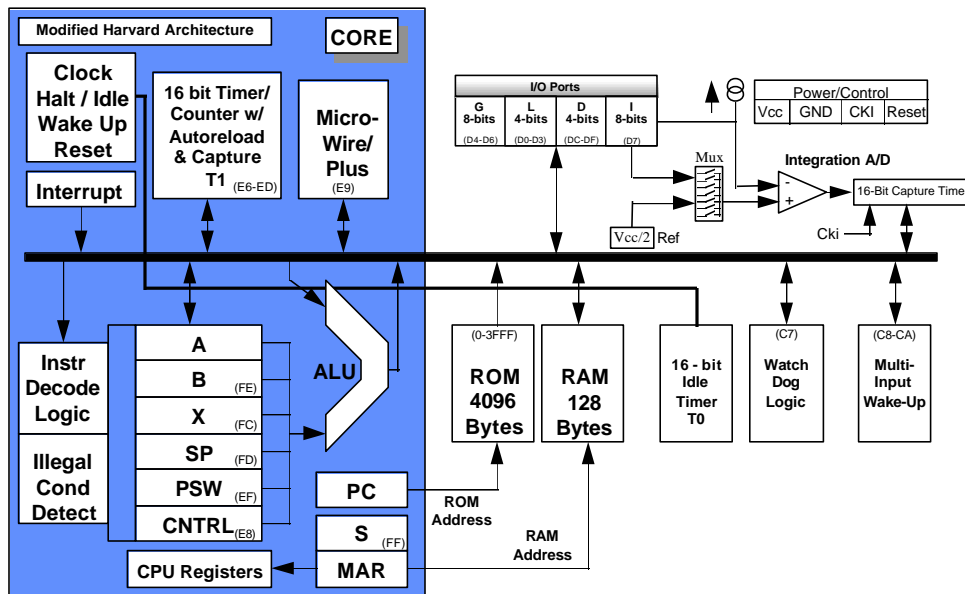 Modified Harvard Architecture
CORE
Clock
Halt / Idle
Wake Up
Reset
16 bit Timer/
Counter w/
Autoreload
& Capture
T1 (E6-ED)
Micro-
Wire/
Plus
(E9)
Interrupt
I/O Ports
G L D I
8-bits 4-bits 4-bits 8-bits
(D4-D6) (D0-D3) (DC-DF) (D7)
Power/Control
Vcc GND CKI Reset
Mux
Integration A/D
-
+
16-Bit Capture Timer
Vcc/2 Ref
Cki
Instr
Decode
Logic
Illegal
Cond
Detect
A
B (FE)
X (FC)
SP (FD)
PSW (EF)
CNTRL (E8)
ALU
(0-3FFF)
ROM
4096
Bytes
RAM
128
Bytes
16 - bit
Idle
Timer
T0
(C7)
Watch
Dog
Logic
(C8-CA)
Multi-
Input
Wake-Up
PC
ROM
Address
S (FF)
MAR
RAM
Address
CPU Registers